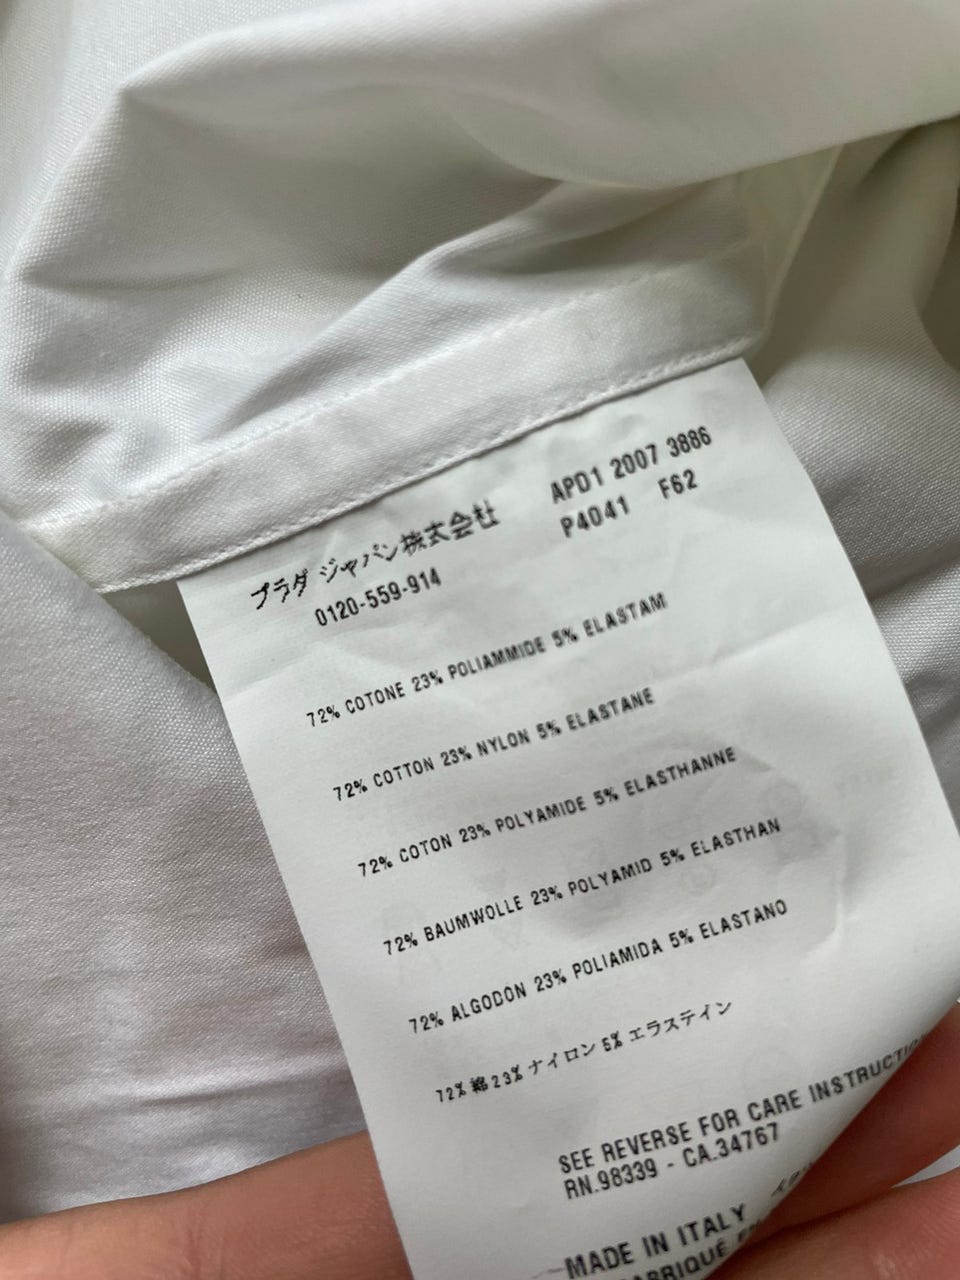 プラダ ジャパン株式会社
0120-559-914
APD1 2007 3886
P4041 F62
72% COTONE 23% POLIAMMIDE 5% ELASTAM
72% COTTON 23% NYLON 5% ELASTANE
72% COTON 23% POLYAMIDE 5% ELASTHANNE
72% BAUMWOLLE 23% POLYAMID 5% ELASTHAN
72% ALGODÓN 23% POLIAMIDA 5% ELASTANO
72% 綿 23% ナイロン 5% エラステイン
SEE REVERSE FOR CARE INSTRUCTION
RN.98339 - CA.34767
MADE IN ITALY